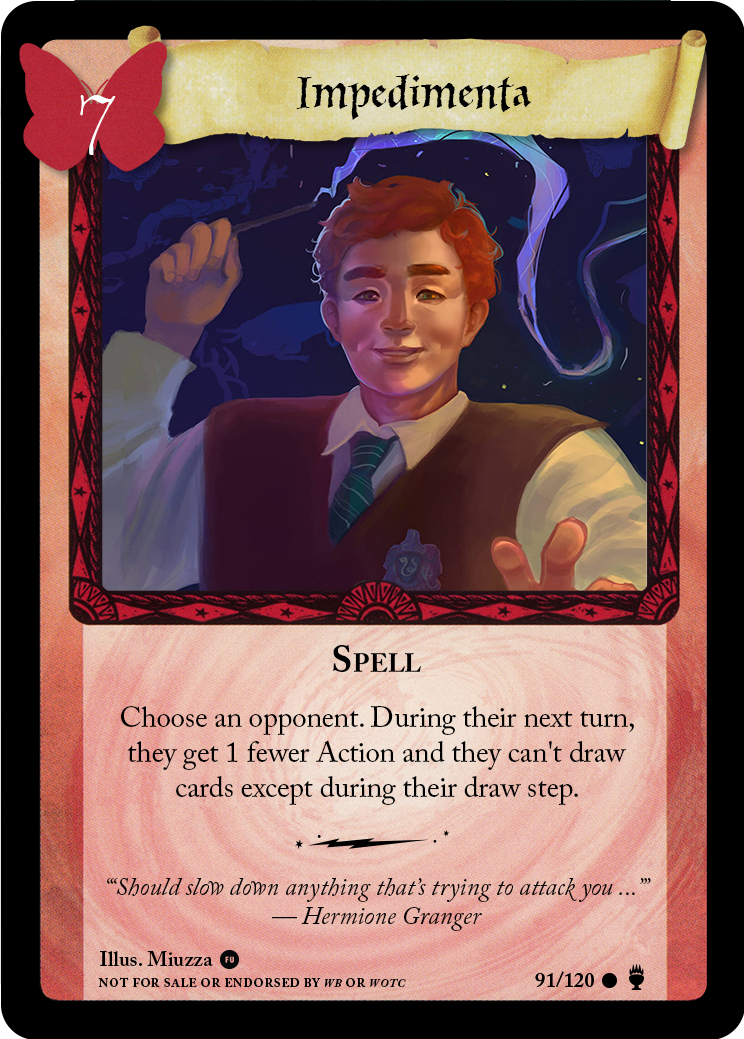 7
Impedimenta
SPELL
Choose an opponent. During their next turn,
they get 1 fewer Action and they can't draw
cards except during their draw step.
“‘Should slow down anything that’s trying to attack you ...’”
— Hermione Granger
Illus. Miuzza FU
NOT FOR SALE OR ENDORSED BY WB OR WOTC
91/120